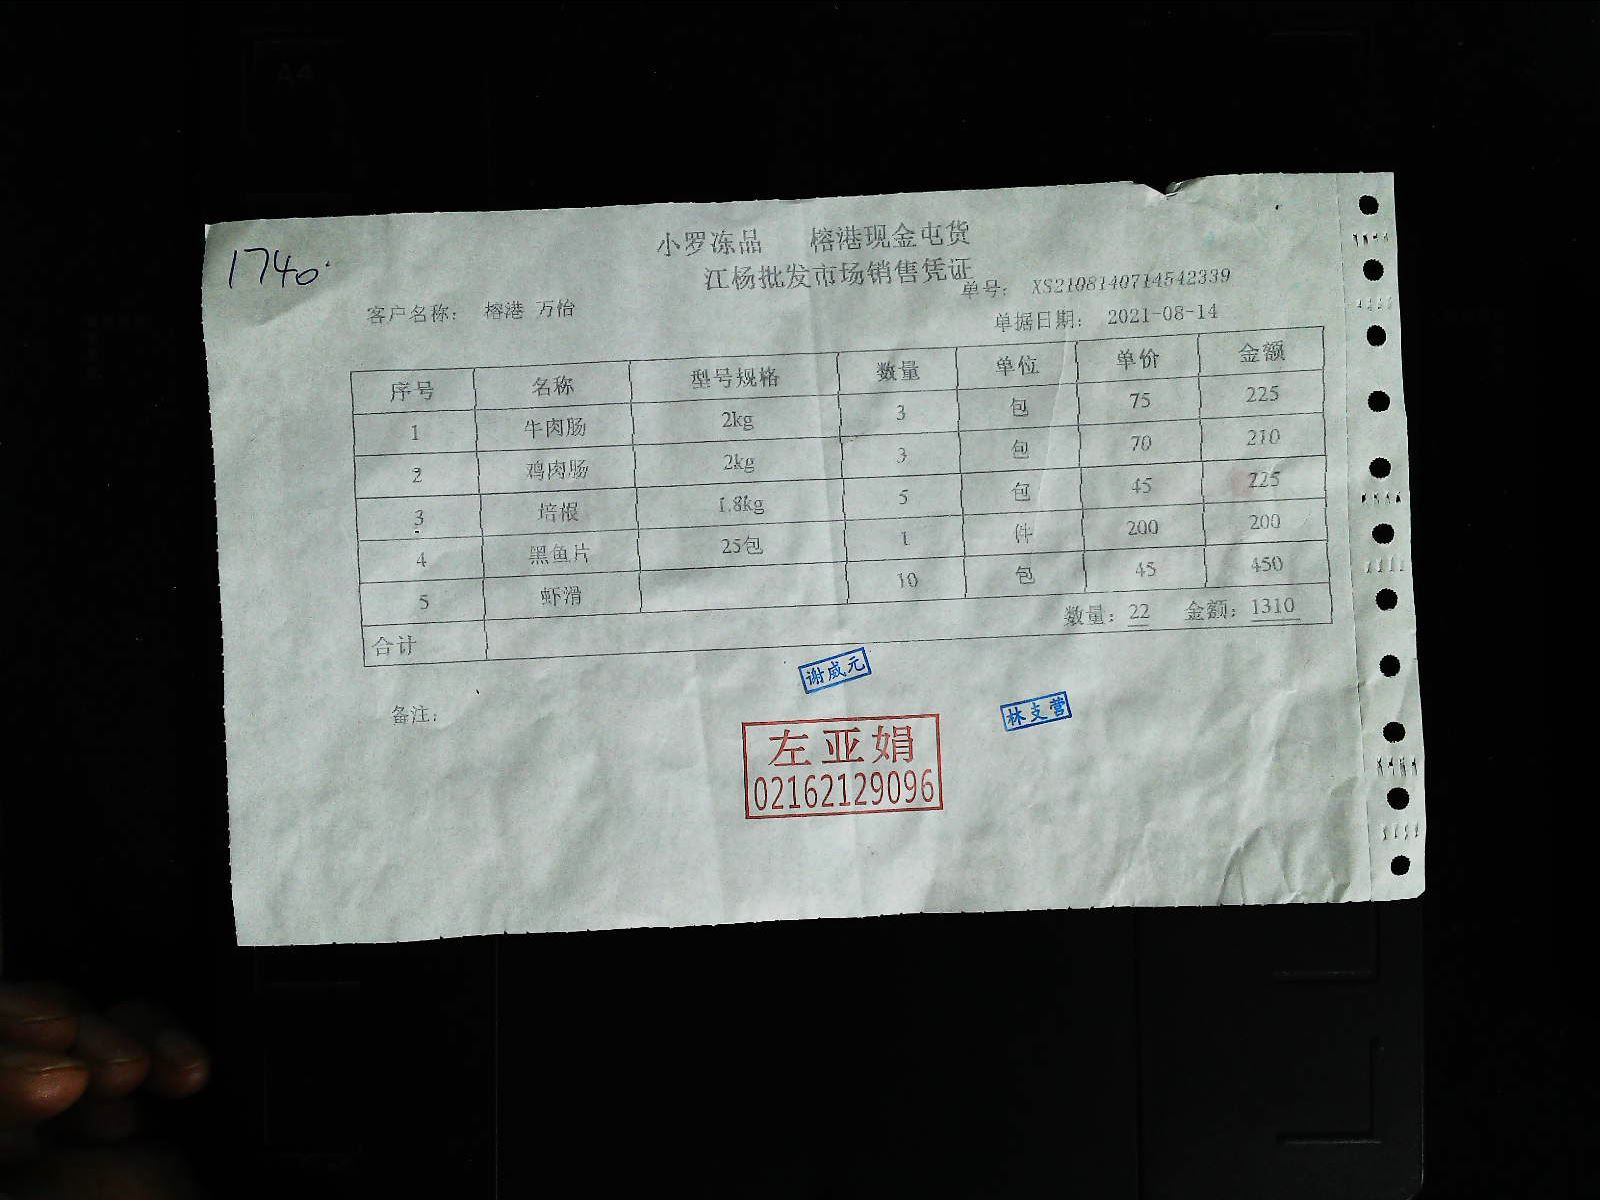 1740.
小罗冻品 榕港现金屯货
江杨批发市场销售凭证
单号: XS2108140714542339
客户名称: 榕港 万怡
单据日期: 2021-08-14
序号 名称 型号规格 数量 单位 单价 金额
1 牛肉肠 2kg 3 包 75 225
2 鸡肉肠 2kg 3 包 70 210
3 培根 1.8kg 5 包 45 225
4 黑鱼片 25包 1 件 200 200
5 虾滑 10 包 45 450
合计 数量: 22 金额: 1310
谢威元
备注:
林支营
左亚娟
02162129096